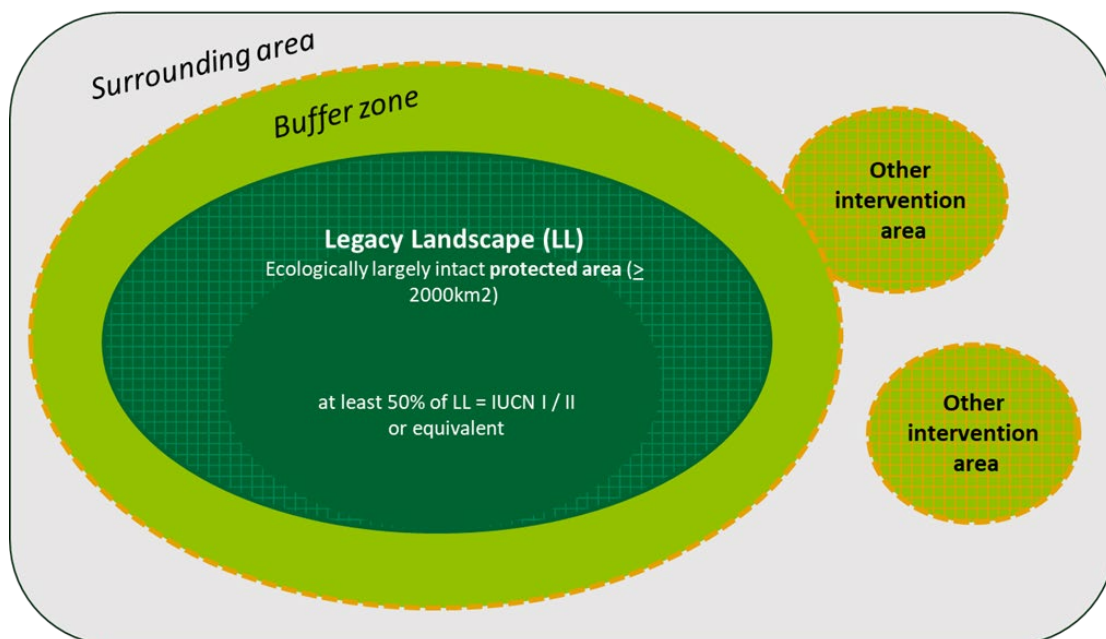 Surrounding area
Buffer zone
Legacy Landscape (LL)
Ecologically largely intact protected area (≥
2000km2)
at least 50% of LL = IUCN I / II
or equivalent
Other
intervention
area
Other
intervention
area